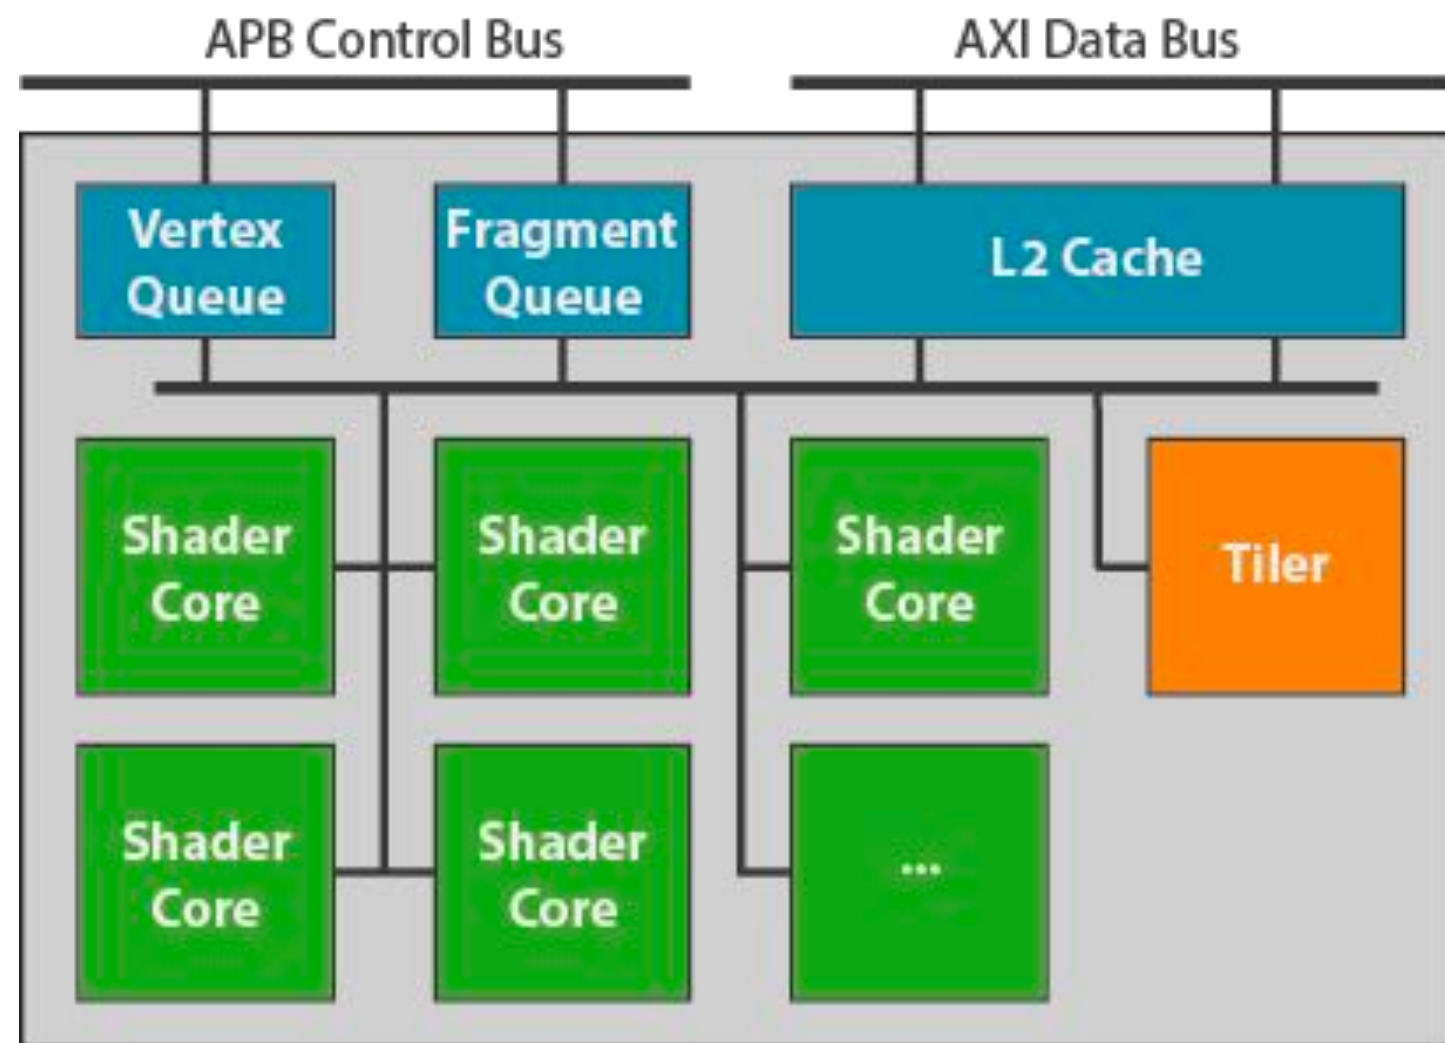 APB Control Bus
AXI Data Bus
Vertex
Queue
Fragment
Queue
L2 Cache
Shader
Core
Shader
Core
Shader
Core
Tiler
Shader
Core
Shader
Core
...